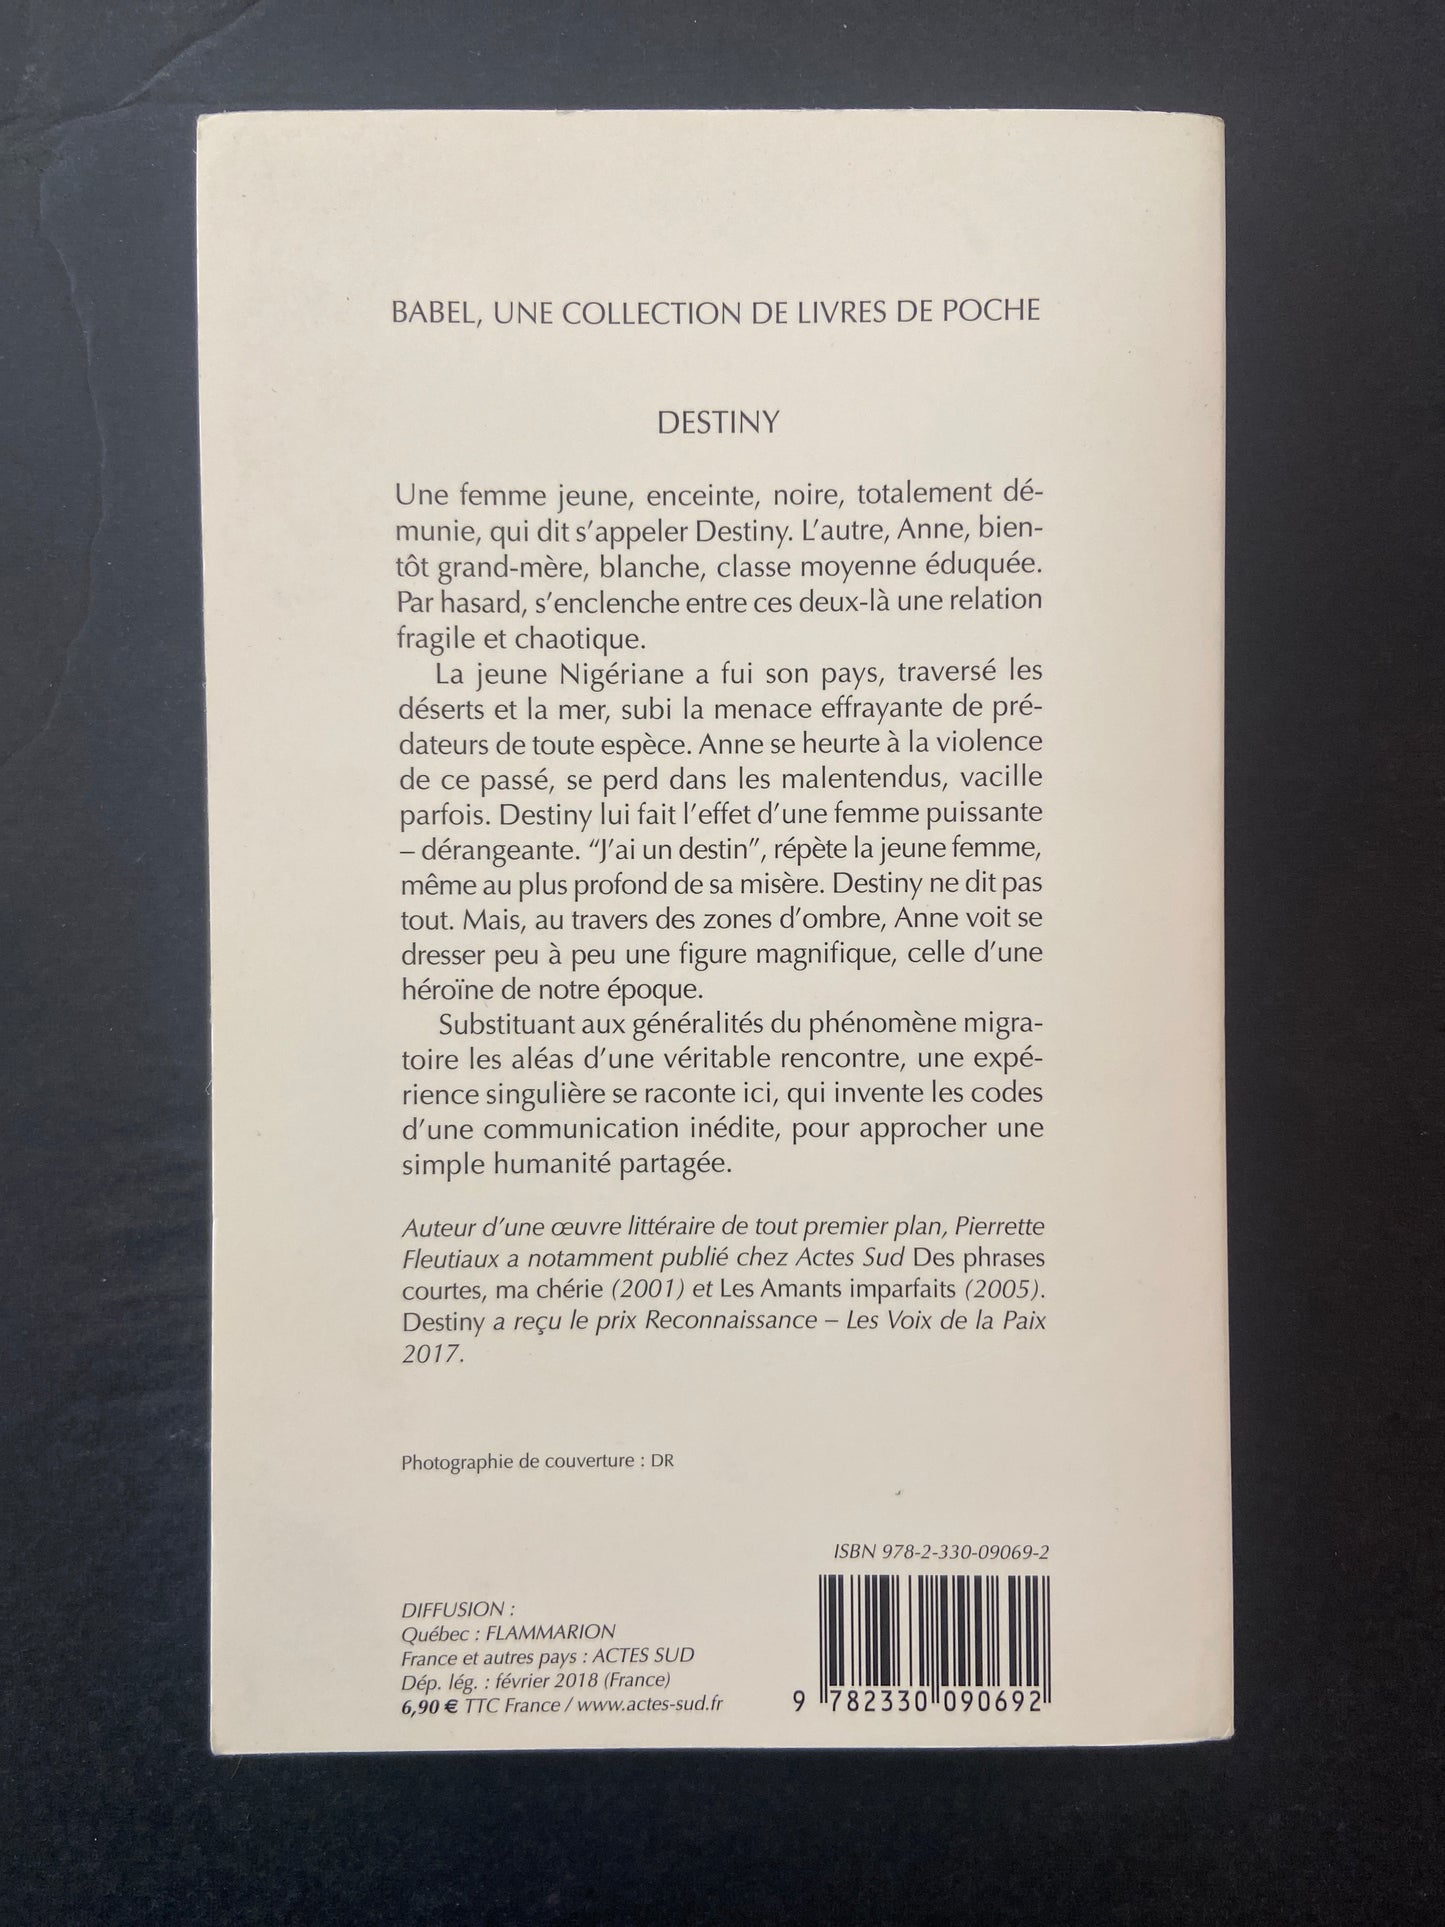 BABEL, UNE COLLECTION DE LIVRES DE POCHE
DESTINY
Une femme jeune, enceinte, noire, totalement dé-
munie, qui dit s’appeler Destiny. L’autre, Anne, bien-
tôt grand-mère, blanche, classe moyenne éduquée.
Par hasard, s’enclenche entre ces deux-là une relation
fragile et chaotique.
La jeune Nigériane a fui son pays, traversé les
déserts et la mer, subi la menace effrayante de pré-
dateurs de toute espèce. Anne se heurte à la violence
de ce passé, se perd dans les malentendus, vacille
parfois. Destiny lui fait l’effet d’une femme puissante
– dérangeante. “J’ai un destin”, répète la jeune femme,
même au plus profond de sa misère. Destiny ne dit pas
tout. Mais, au travers des zones d’ombre, Anne voit se
dresser peu à peu une figure magnifique, celle d’une
héroïne de notre époque.
Substituant aux généralités du phénomène migra-
toire les aléas d’une véritable rencontre, une expé-
rience singulière se raconte ici, qui invente les codes
d’une communication inédite, pour approcher une
simple humanité partagée.
Auteur d’une œuvre littéraire de tout premier plan, Pierrette
Fleutiaux a notamment publié chez Actes Sud Des phrases
courtes, ma chérie (2001) et Les Amants imparfaits (2005).
Destiny a reçu le prix Reconnaissance – Les Voix de la Paix
2017.
Photographie de couverture : DR
ISBN 978-2-330-09069-2
DIFFUSION :
Québec : FLAMMARION
France et autres pays : ACTES SUD
Dép. lég. : février 2018 (France)
6,90 € TTC France / www.actes-sud.fr
9 782330 090692